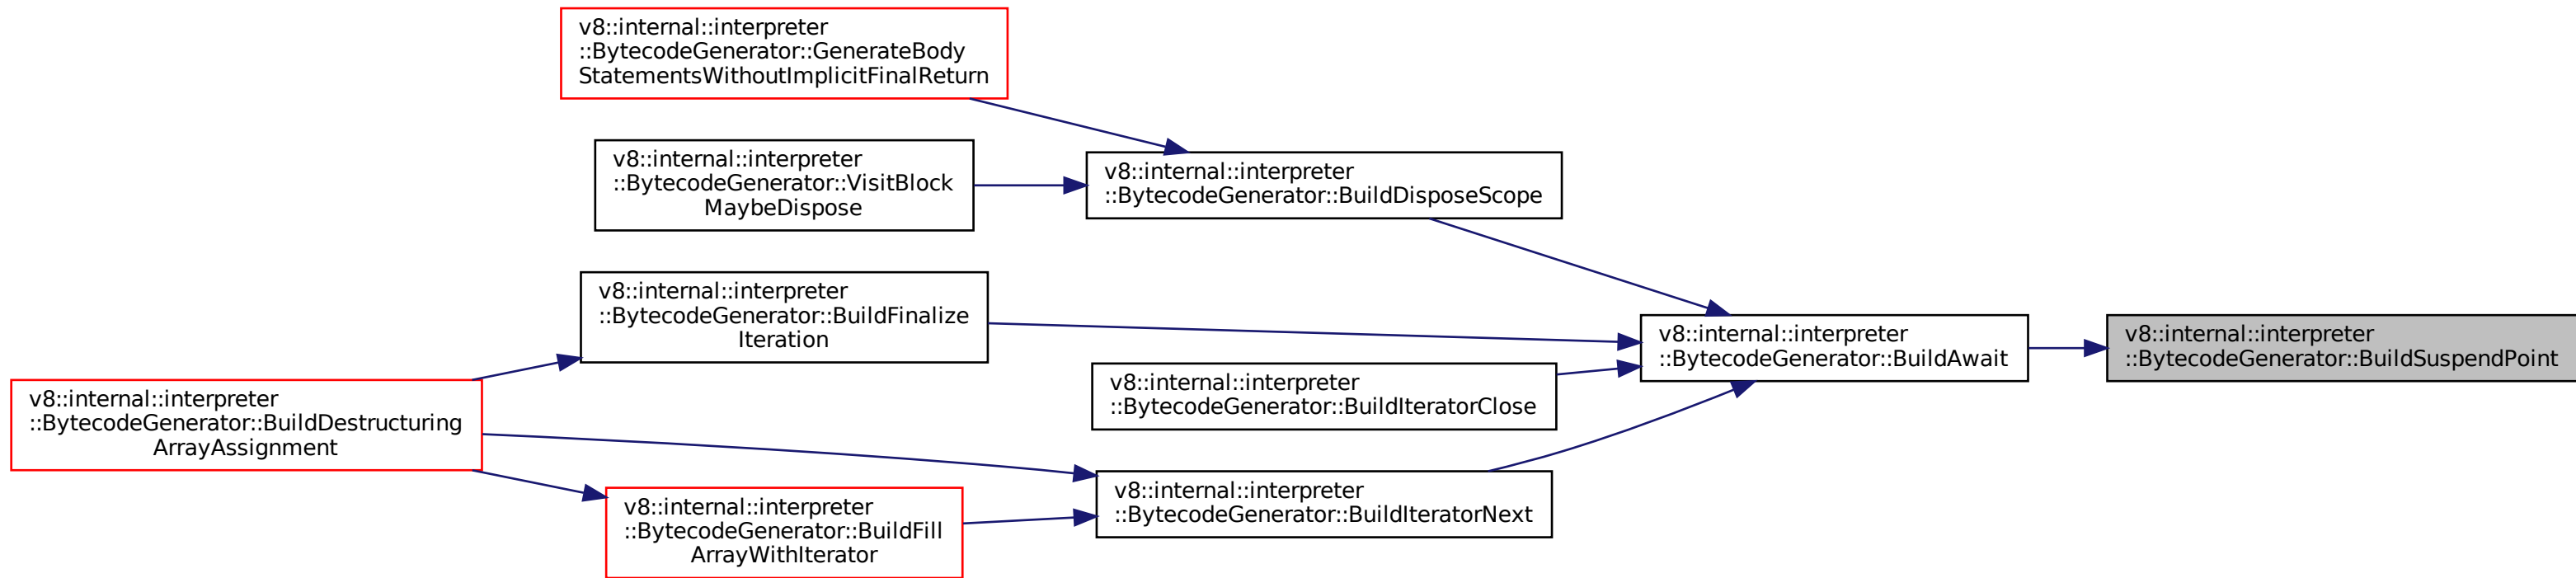 v8::internal::interpreter
::BytecodeGenerator::GenerateBody
StatementsWithoutImplicitFinalReturn
v8::internal::interpreter
::BytecodeGenerator::VisitBlock
MaybeDispose
v8::internal::interpreter
::BytecodeGenerator::BuildDisposeScope
v8::internal::interpreter
::BytecodeGenerator::BuildFinalize
Iteration
v8::internal::interpreter
::BytecodeGenerator::BuildAwait
v8::internal::interpreter
::BytecodeGenerator::BuildSuspendPoint
v8::internal::interpreter
::BytecodeGenerator::BuildIteratorClose
v8::internal::interpreter
::BytecodeGenerator::BuildDestructuring
ArrayAssignment
v8::internal::interpreter
::BytecodeGenerator::BuildIteratorNext
v8::internal::interpreter
::BytecodeGenerator::BuildFill
ArrayWithIterator